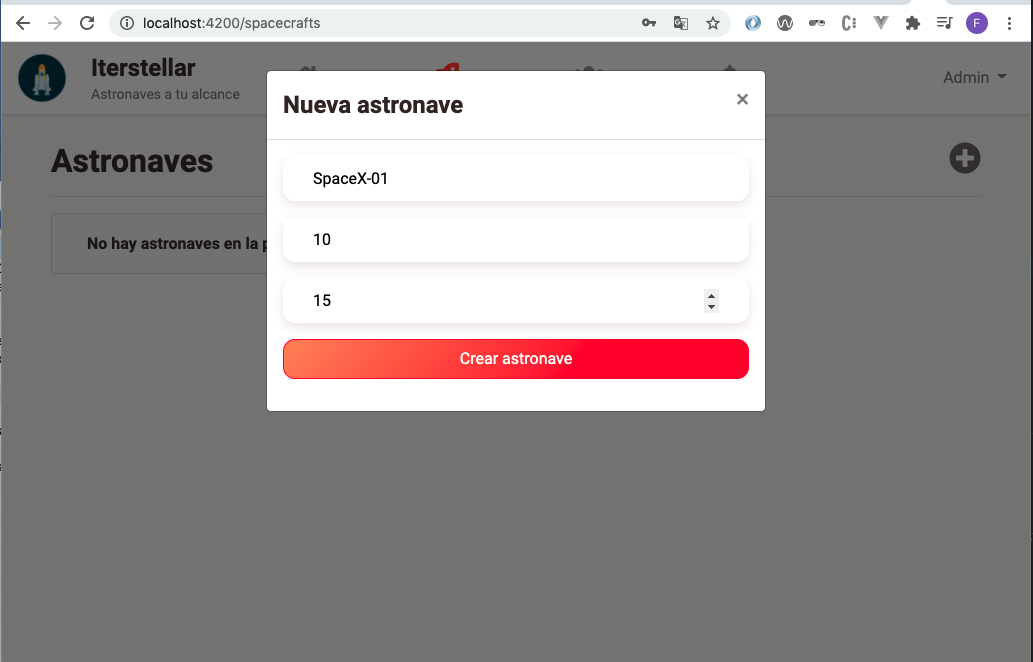 localhost:4200/spacecrafts
F
Iterstellar
Astronaves a tu alcance
Admin
Nueva astronave
×
Astronaves
SpaceX-01
No hay astronaves en la
10
15
Crear astronave